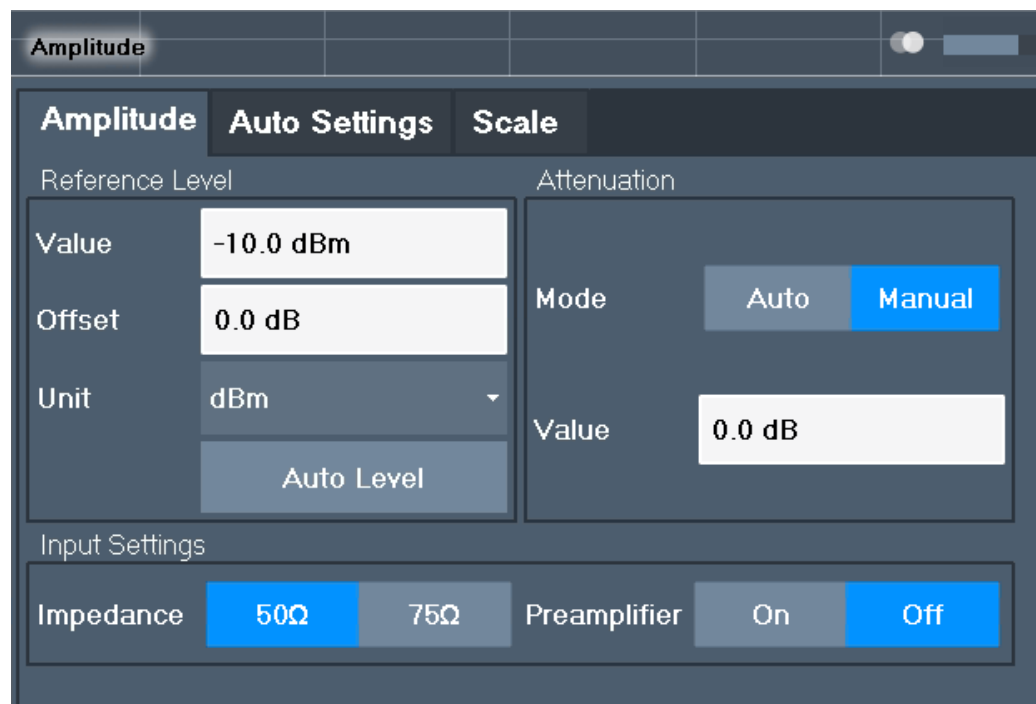 Amplitude
Amplitude Auto Settings Scale
Reference Level
Value -10.0 dBm
Offset 0.0 dB
Unit dBm
Auto Level
Attenuation
Mode Auto Manual
Value 0.0 dB
Input Settings
Impedance 50Ω 75Ω Preamplifier On Off